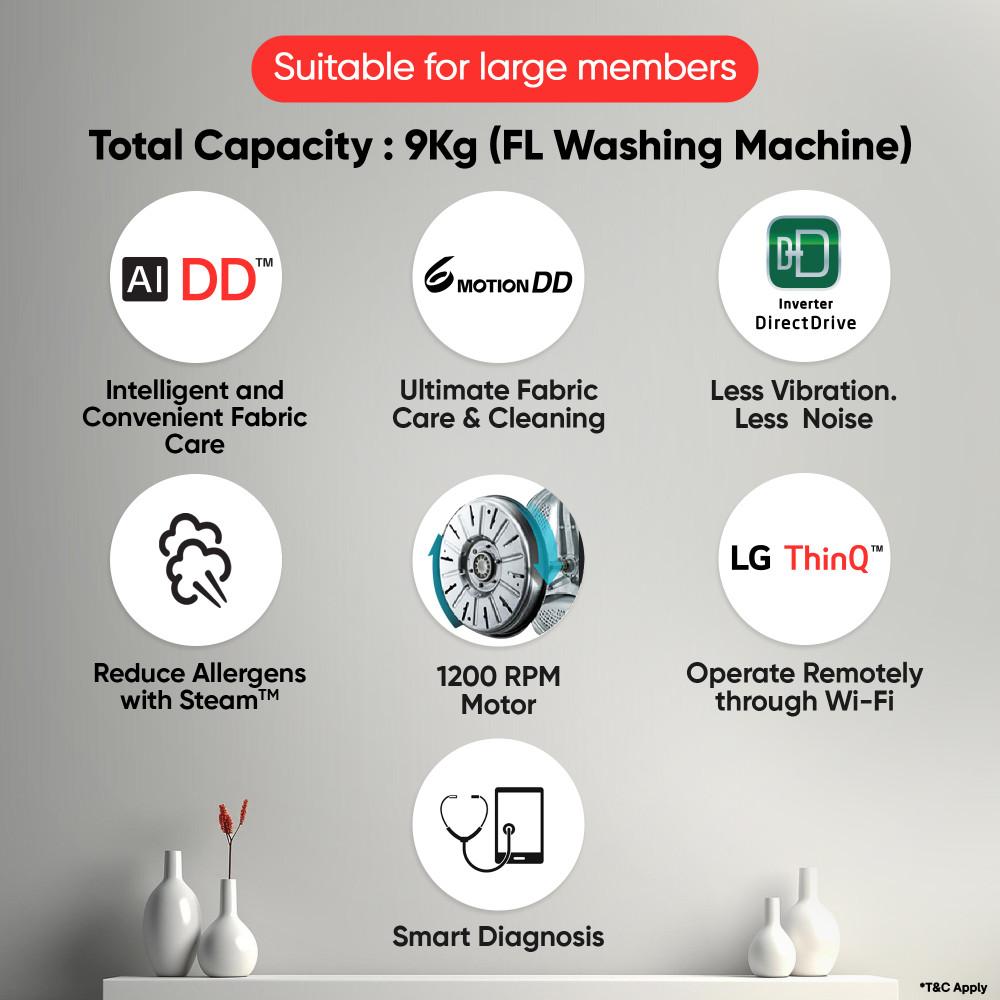 Suitable for large members
Total Capacity : 9Kg (FL Washing Machine)
AI DD™
6 MOTION DD
DD
Inverter
DirectDrive
Intelligent and
Convenient Fabric
Care
Ultimate Fabric
Care & Cleaning
Less Vibration.
Less Noise
LG ThinQ™
Reduce Allergens
with Steam™
1200 RPM
Motor
Operate Remotely
through Wi-Fi
Smart Diagnosis
*T&C Apply